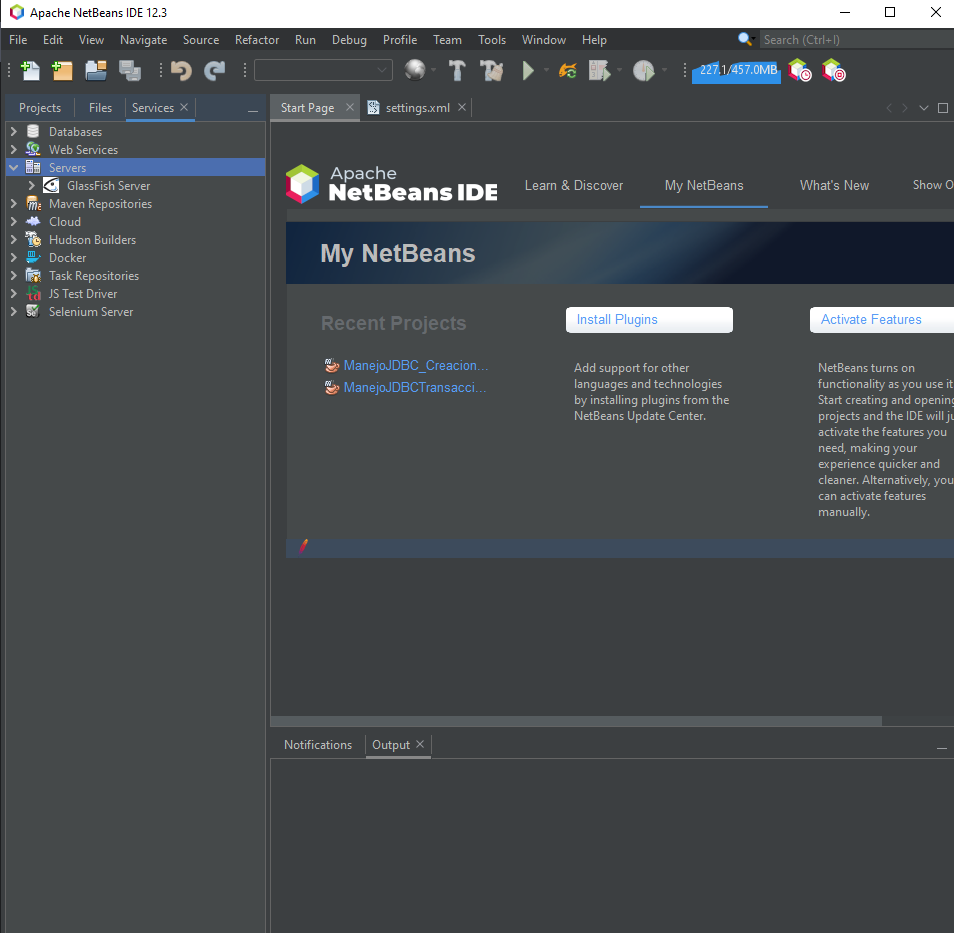 Apache NetBeans IDE 12.3
File Edit View Navigate Source Refactor Run Debug Profile Team Tools Window Help
Search (Ctrl+I)
227.1/457.0MB
Projects Files Services
Databases
Web Services
Servers
GlassFish Server
Maven Repositories
Cloud
Hudson Builders
Docker
Task Repositories
JS Test Driver
Selenium Server
Start Page settings.xml
Apache
NetBeans IDE
Learn & Discover My NetBeans What's New Show O
My NetBeans
Recent Projects
ManejoJDBC_Creacion...
ManejoJDBCTransacci...
Install Plugins
Add support for other
languages and technologies
by installing plugins from the
NetBeans Update Center.
Activate Features
NetBeans turns on
functionality as you use it
Start creating and opening
projects and the IDE will ju
activate the features you
need, making your
experience quicker and
cleaner. Alternatively, you
can activate features
manually.
Notifications Output